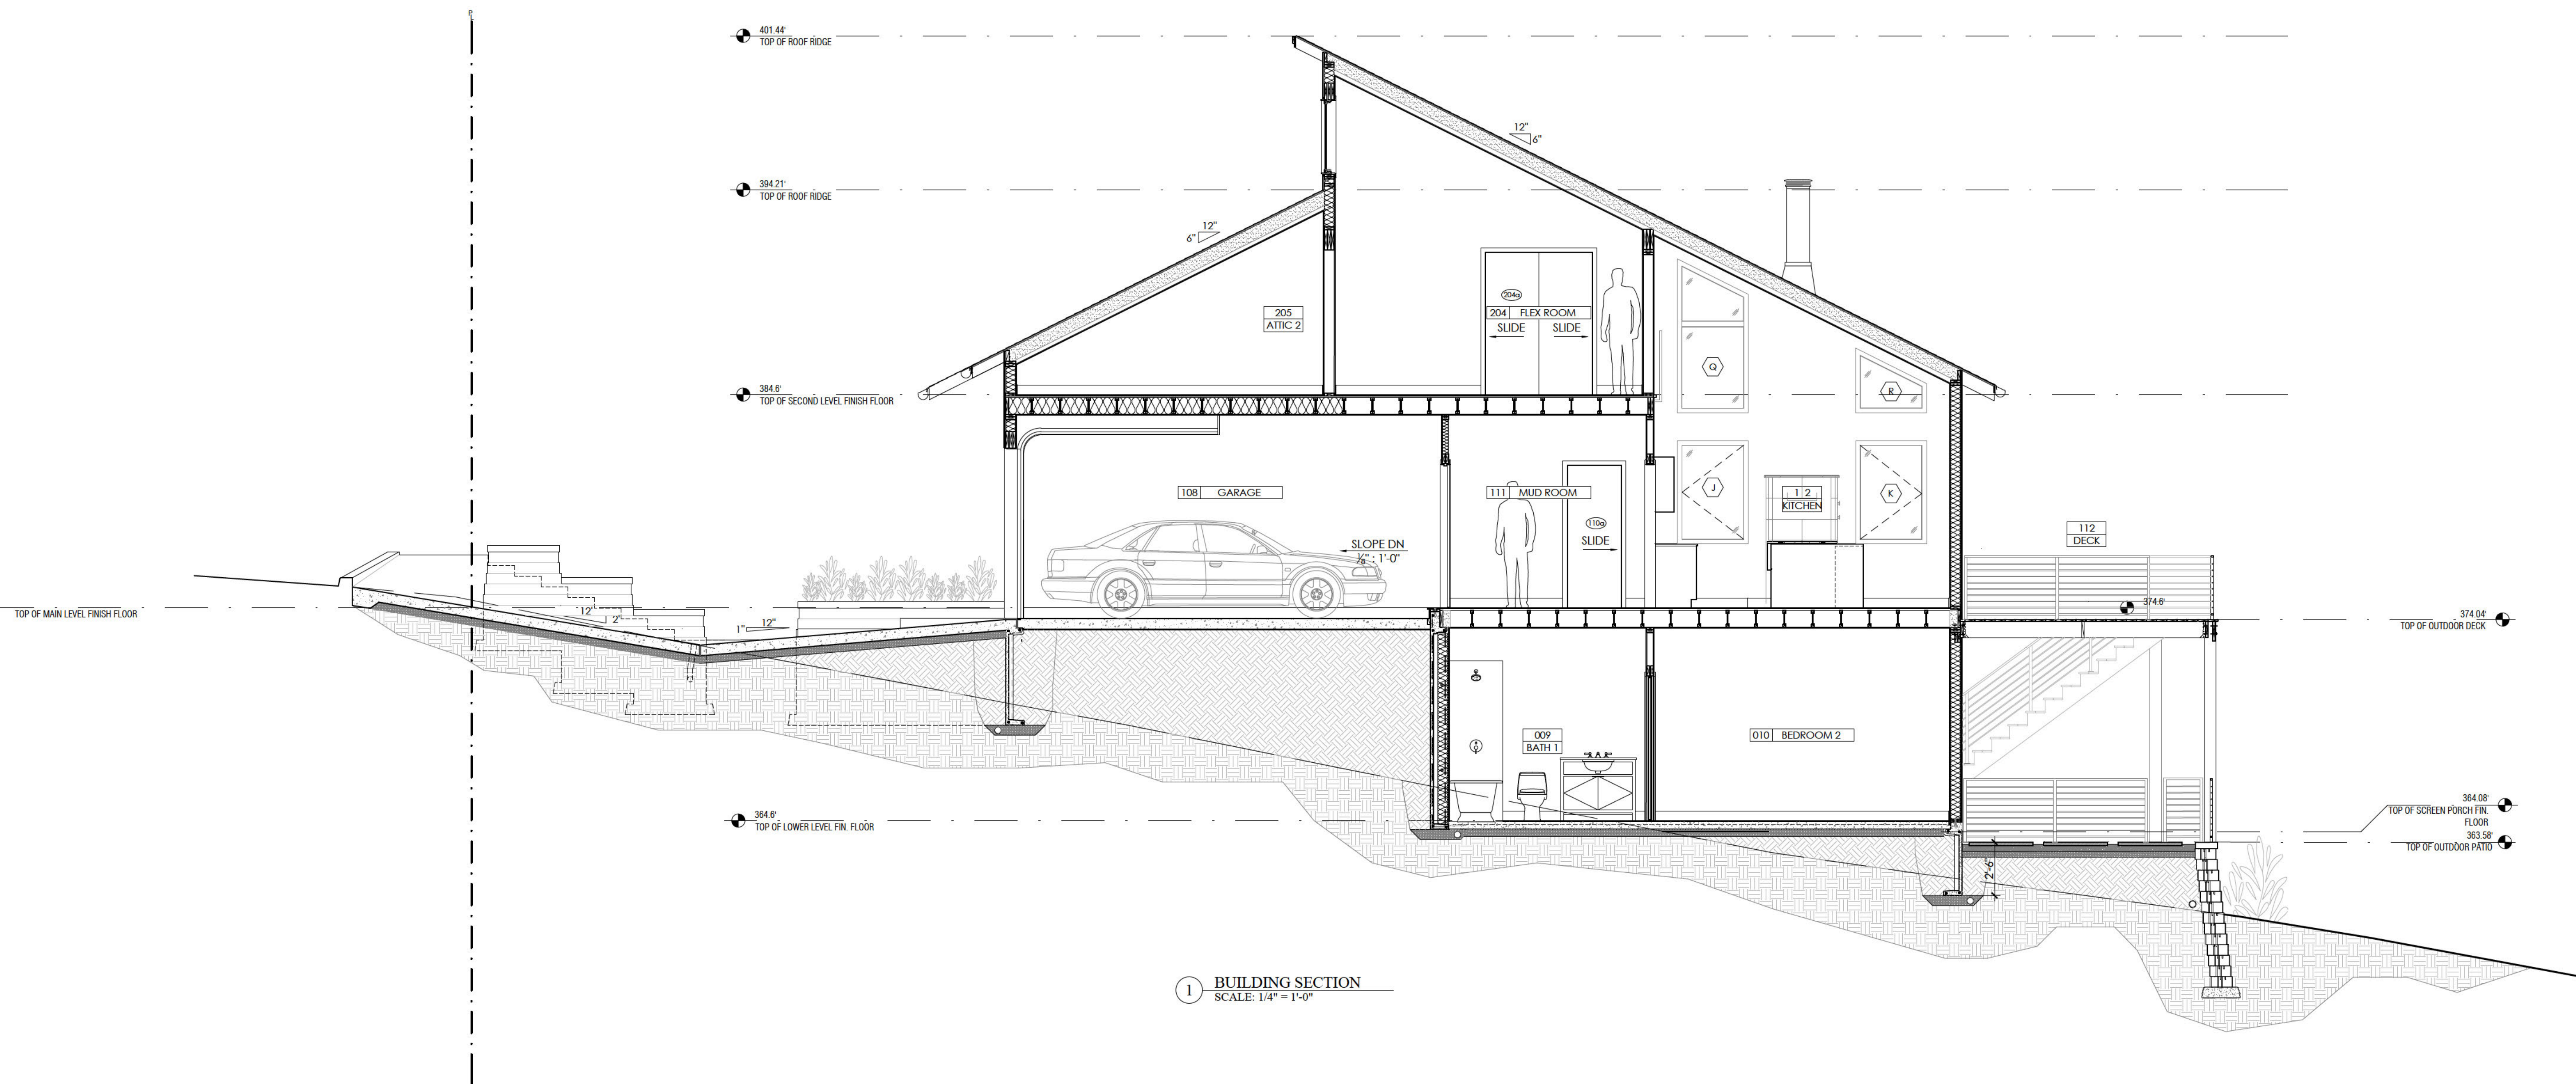 P
L
401.44'
TOP OF ROOF RIDGE
12"
6"
394.21'
TOP OF ROOF RIDGE
12"
6"
384.6'
TOP OF SECOND LEVEL FINISH FLOOR
205
ATTIC 2
204a
204 FLEX ROOM
SLIDE SLIDE
Q
R
108 GARAGE
111 MUD ROOM
J
1 2
KITCHEN
K
110a
SLIDE
SLOPE DN
⅛" : 1'-0"
112
DECK
TOP OF MAIN LEVEL FINISH FLOOR
12'
2"
1"
12"
374.6'
374.04'
TOP OF OUTDOOR DECK
009
BATH 1
010 BEDROOM 2
364.6'
TOP OF LOWER LEVEL FIN. FLOOR
364.08'
TOP OF SCREEN PORCH FIN.
FLOOR
363.58'
TOP OF OUTDOOR PATIO
2'-6"
1
BUILDING SECTION
SCALE: 1/4" = 1'-0"